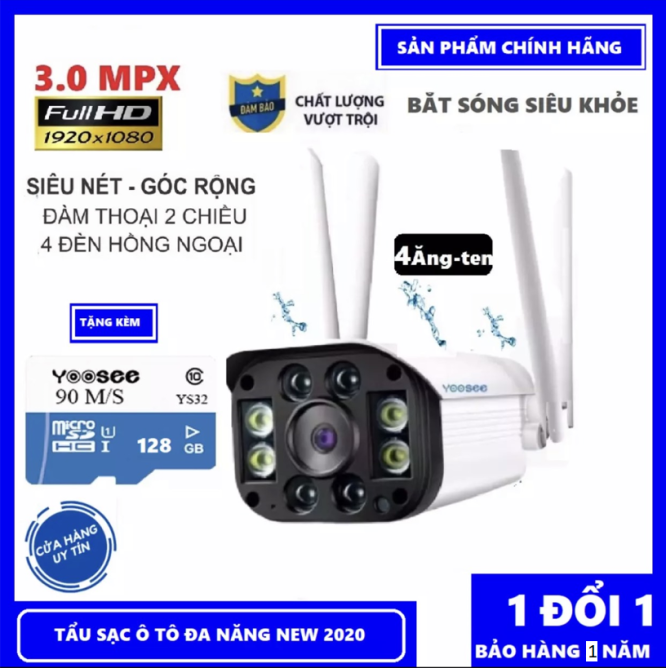 SẢN PHẨM CHÍNH HÃNG
3.0 MPX
FullHD
1920x1080
ĐẢM BẢO
CHẤT LƯỢNG
VƯỢT TRỘI
BẮT SÓNG SIÊU KHỎE
SIÊU NÉT - GÓC RỘNG
ĐÀM THOẠI 2 CHIỀU
4 ĐÈN HỒNG NGOẠI
4Ăng-ten
TẶNG KÈM
YOOSEE
90 M/S
10
YS32
micro
SD
HC I
U1
128
GB
YOOSEE
CỬA HÀNG
UY TÍN
TẨU SẠC Ô TÔ ĐA NĂNG NEW 2020
1 ĐỔI 1
BẢO HÀNG 1 NĂM